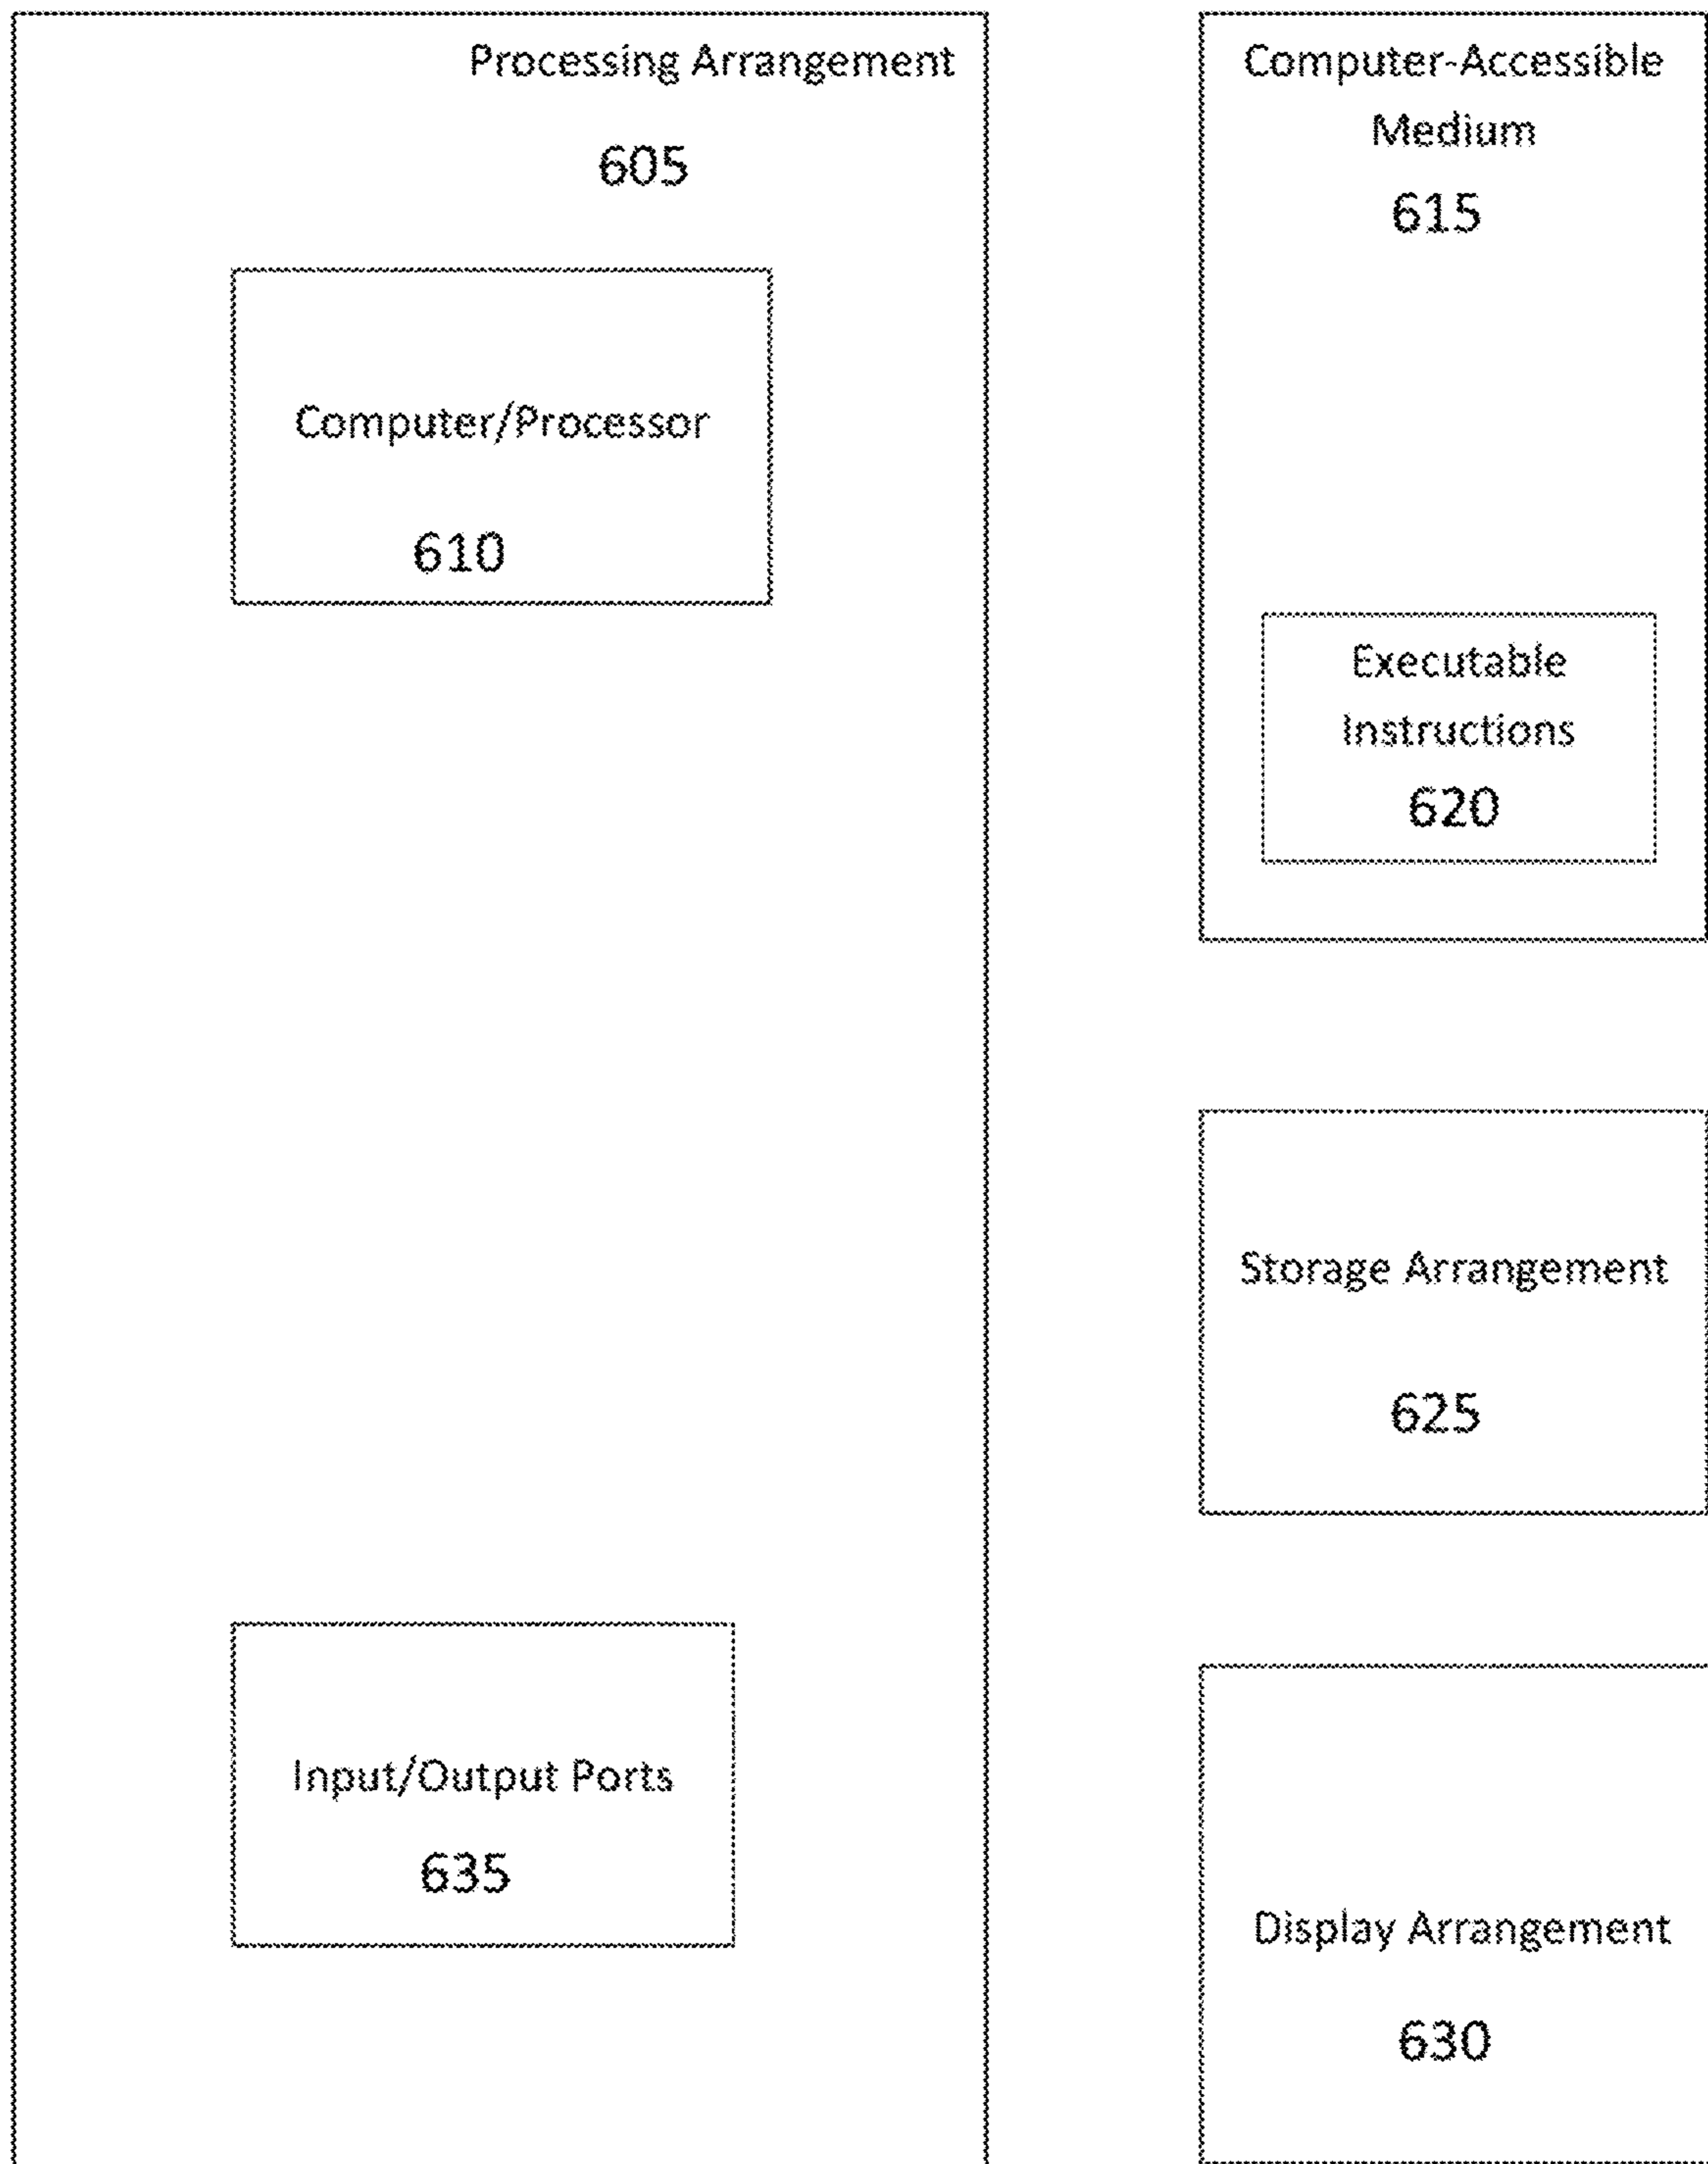 Processing Arrangement
605
Computer/Processor
610
Input/Output Ports
635
Computer-Accessible
Medium
615
Executable
Instructions
620
Storage Arrangement
625
Display Arrangement
630